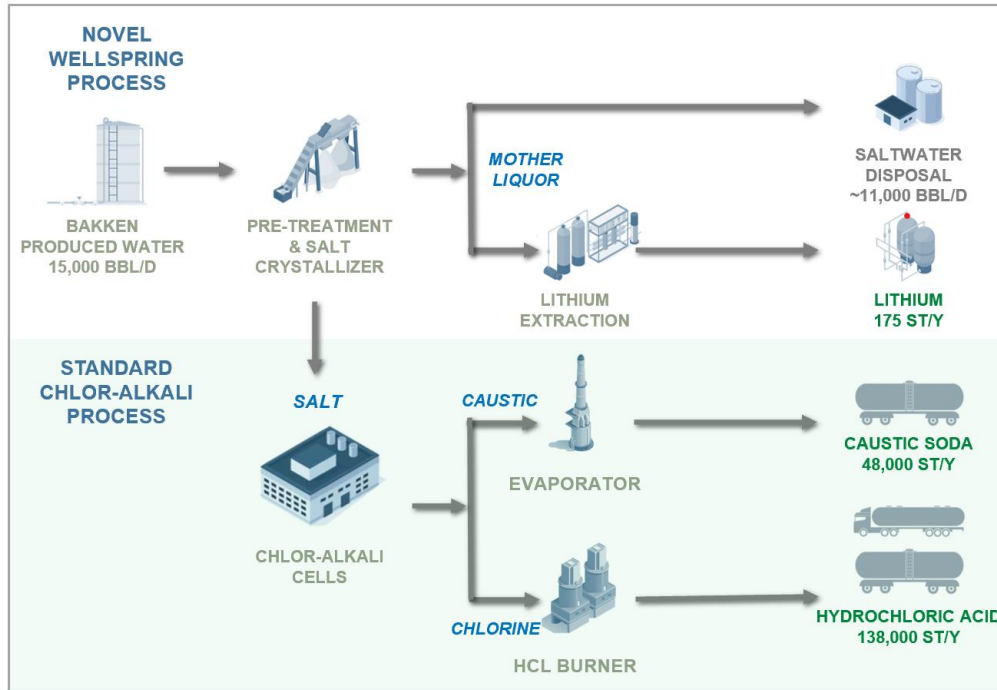 NOVEL
WELLSPRING
PROCESS
BAKKEN
PRODUCED WATER
15,000 BBL/D
PRE-TREATMENT
& SALT
CRYSTALLIZER
MOTHER
LIQUOR
SALTWATER
DISPOSAL
~11,000 BBL/D
LITHIUM
EXTRACTION
LITHIUM
175 ST/Y
STANDARD
CHLOR-ALKALI
PROCESS
SALT
CHLOR-ALKALI
CELLS
CAUSTIC
EVAPORATOR
CAUSTIC SODA
48,000 ST/Y
CHLORINE
HCL BURNER
HYDROCHLORIC ACID
138,000 ST/Y